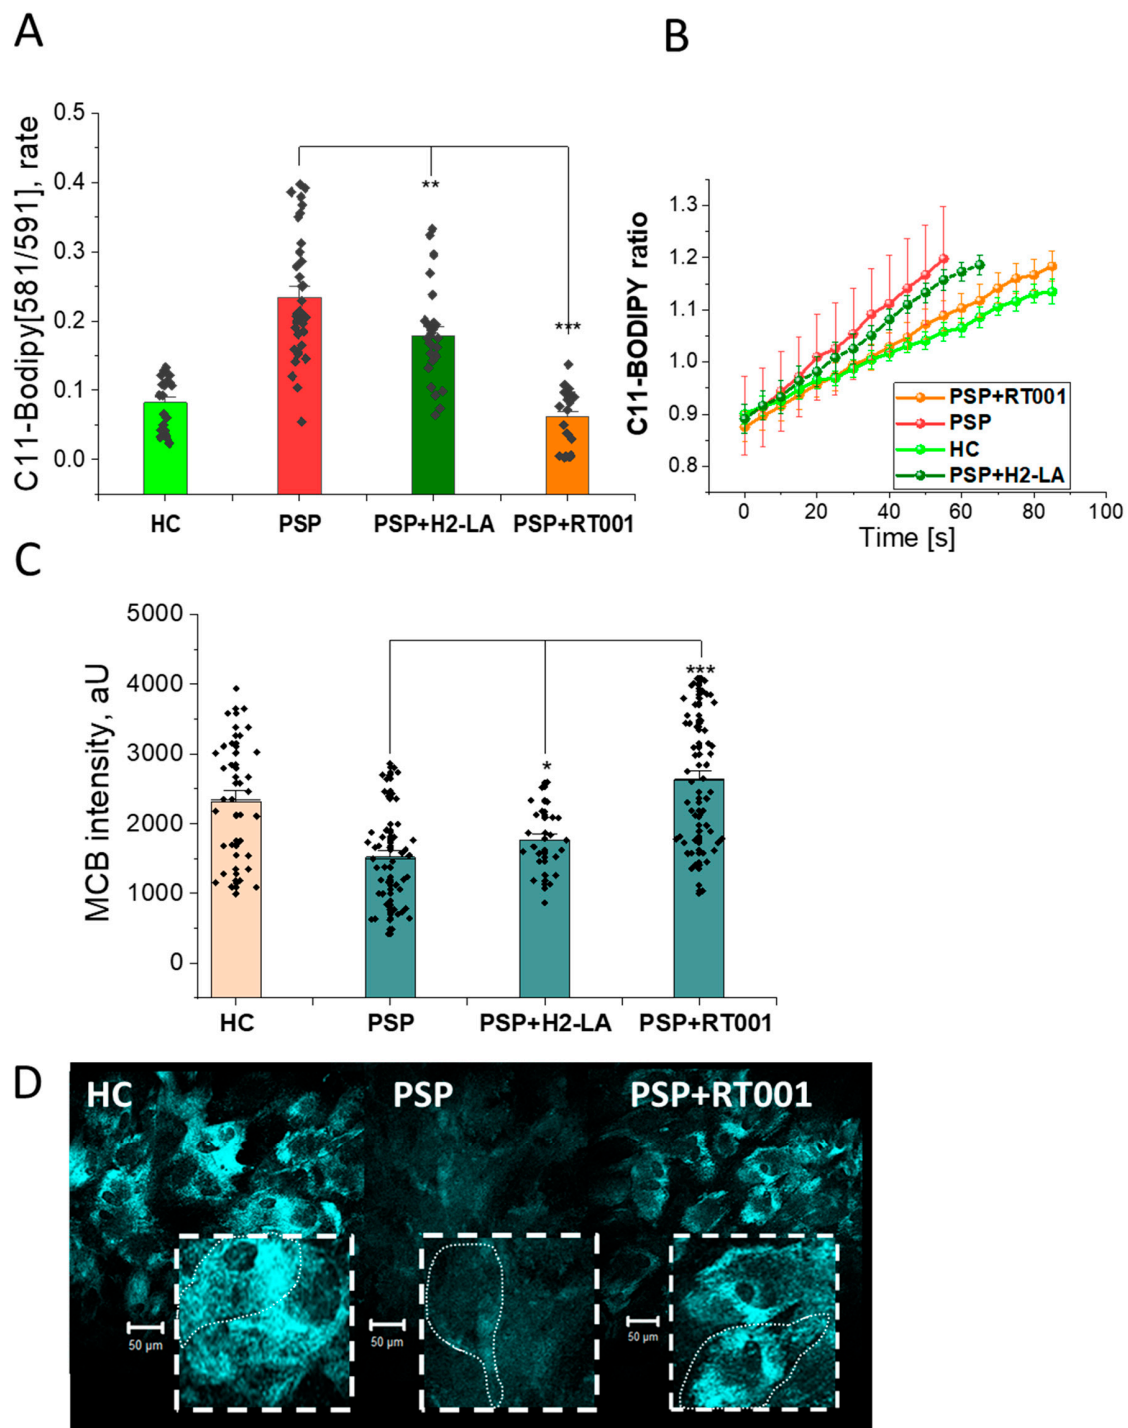 A
C11-Bodipy[581/591], rate
0.5
0.4
0.3
0.2
0.1
0.0
**
***
HC
PSP
PSP+H2-LA
PSP+RT001
B
C11-BODIPY ratio
1.3
1.2
1.1
1.0
0.9
0.8
PSP+RT001
PSP
HC
PSP+H2-LA
0
20
40
60
80
100
Time [s]
C
MCB intensity, aU
5000
4000
3000
2000
1000
0
*
***
HC
PSP
PSP+H2-LA
PSP+RT001
D
HC
PSP
PSP+RT001
50 µm
50 µm
50 µm